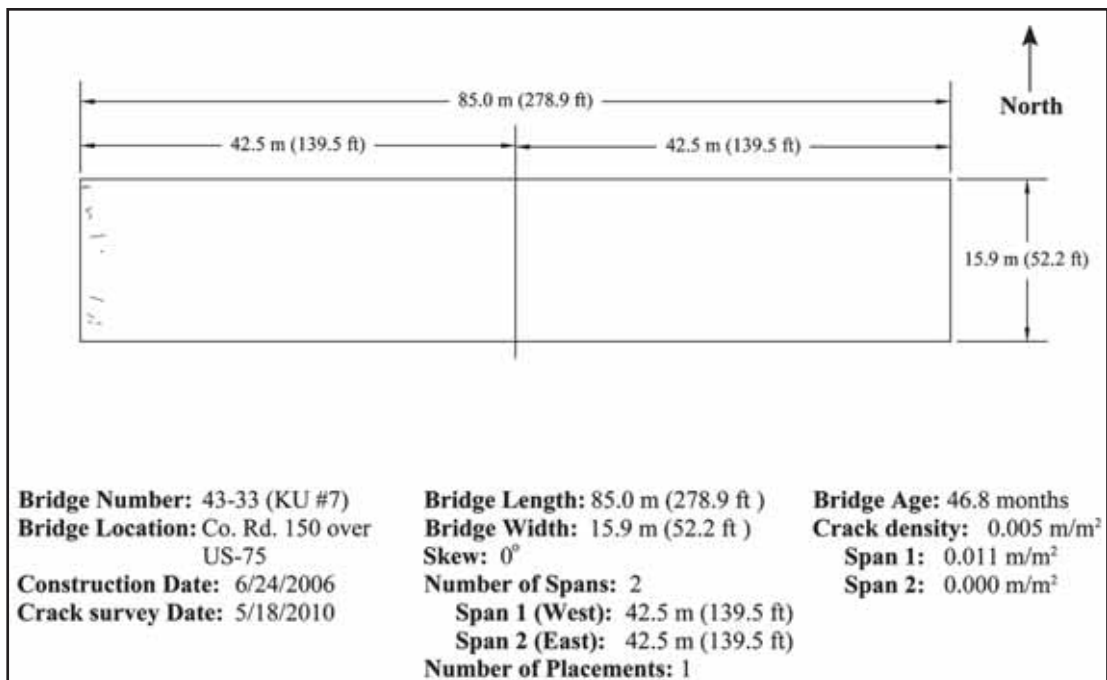 North
85.0 m (278.9 ft)
42.5 m (139.5 ft)
42.5 m (139.5 ft)
15.9 m (52.2 ft)
Bridge Number: 43-33 (KU #7)
Bridge Location: Co. Rd. 150 over
US-75
Construction Date: 6/24/2006
Crack survey Date: 5/18/2010
Bridge Length: 85.0 m (278.9 ft )
Bridge Width: 15.9 m (52.2 ft )
Skew: 0°
Number of Spans: 2
Span 1 (West): 42.5 m (139.5 ft)
Span 2 (East): 42.5 m (139.5 ft)
Number of Placements: 1
Bridge Age: 46.8 months
Crack density: 0.005 m/m²
Span 1: 0.011 m/m²
Span 2: 0.000 m/m²